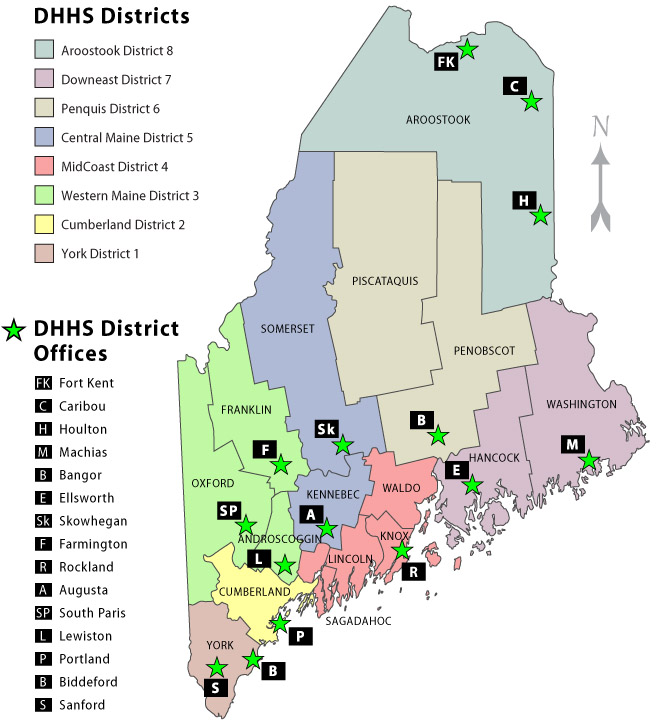 DHHS Districts
Aroostook District 8
Downeast District 7
Penquis District 6
Central Maine District 5
MidCoast District 4
Western Maine District 3
Cumberland District 2
York District 1
DHHS District
Offices
FK Fort Kent
C Caribou
H Houlton
M Machias
B Bangor
E Ellsworth
Sk Skowhegan
F Farmington
R Rockland
A Augusta
SP South Paris
L Lewiston
P Portland
B Biddeford
S Sanford
FK
C
AROOSTOOK
N
H
PISCATAQUIS
SOMERSET
PENOBSCOT
FRANKLIN
WASHINGTON
B
Sk
M
F
HANCOCK
E
OXFORD
WALDO
KENNEBEC
SP
A
ANDROSCOGGIN
KNOX
L
LINCOLN
R
CUMBERLAND
SAGADAHOC
P
YORK
B
S